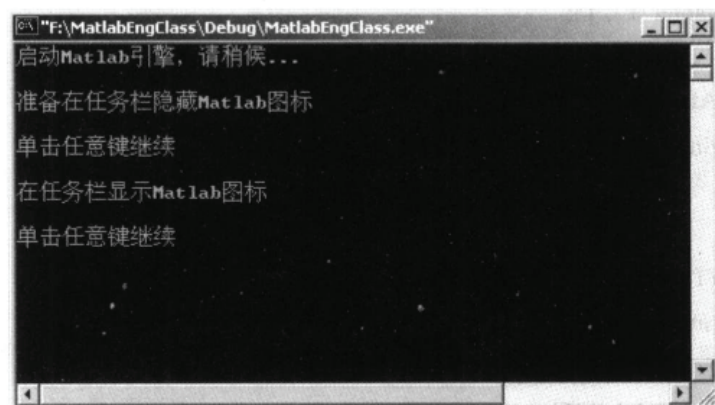 "F:\MatlabEngClass\Debug\MatlabEngClass.exe"
启动Matlab引擎，请稍候...
准备在任务栏隐藏Matlab图标
单击任意键继续
在任务栏显示Matlab图标
单击任意键继续